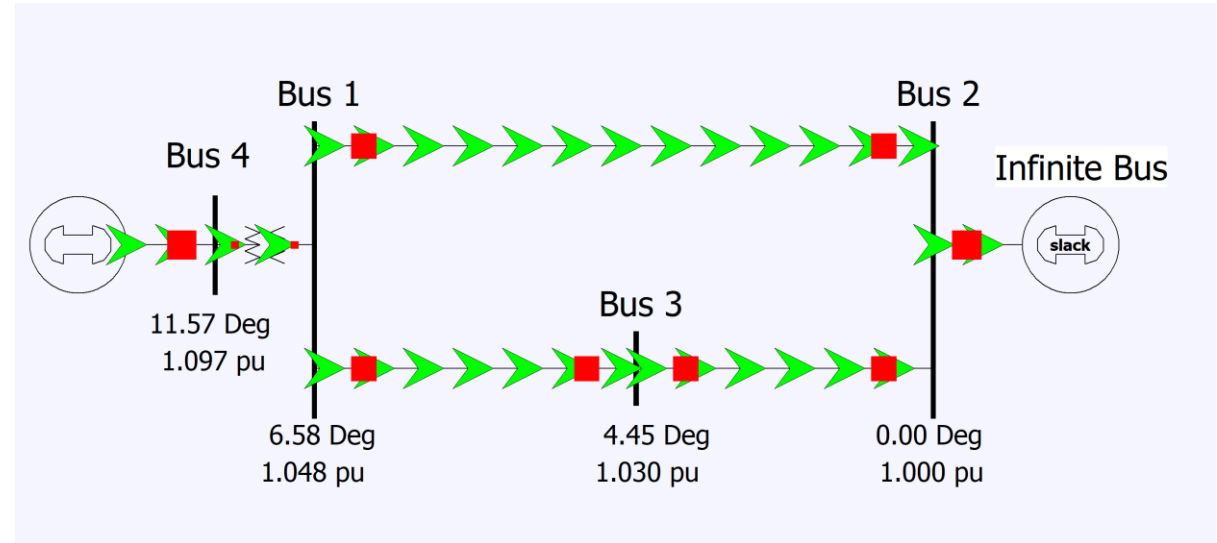 Bus 1
Bus 2
Bus 4
Infinite Bus
slack
Bus 3
11.57 Deg
1.097 pu
6.58 Deg
1.048 pu
4.45 Deg
1.030 pu
0.00 Deg
1.000 pu